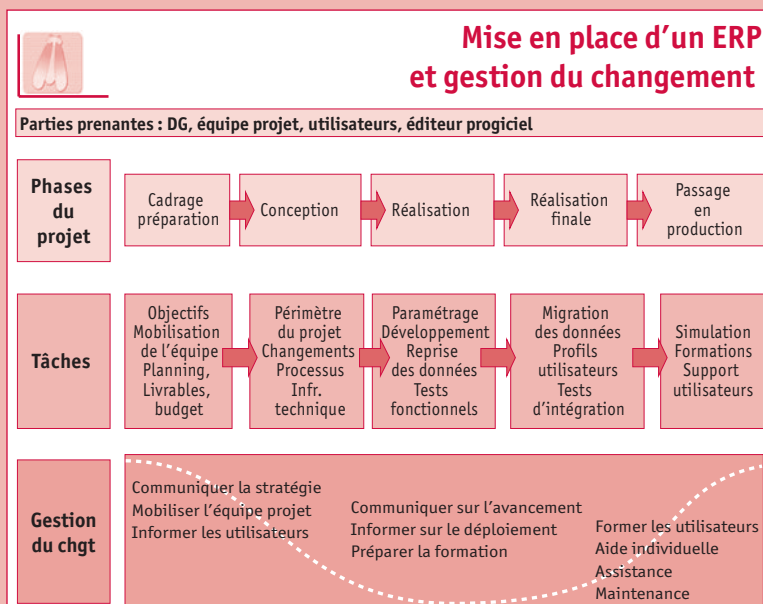 Mise en place d’un ERP
et gestion du changement
Parties prenantes : DG, équipe projet, utilisateurs, éditeur progiciel
Phases
du
projet
Cadrage
préparation
Conception
Réalisation
Réalisation
finale
Passage
en
production
Tâches
Objectifs
Mobilisation
de l’équipe
Planning,
Livrables,
budget
Périmètre
du projet
Changements
Processus
Infr.
technique
Paramétrage
Développement
Reprise
des données
Tests
fonctionnels
Migration
des données
Profils
utilisateurs
Tests
d’intégration
Simulation
Formations
Support
utilisateurs
Gestion
du chgt
Communiquer la stratégie
Mobiliser l’équipe projet
Informer les utilisateurs
Communiquer sur l’avancement
Informer sur le déploiement
Préparer la formation
Former les utilisateurs
Aide individuelle
Assistance
Maintenance